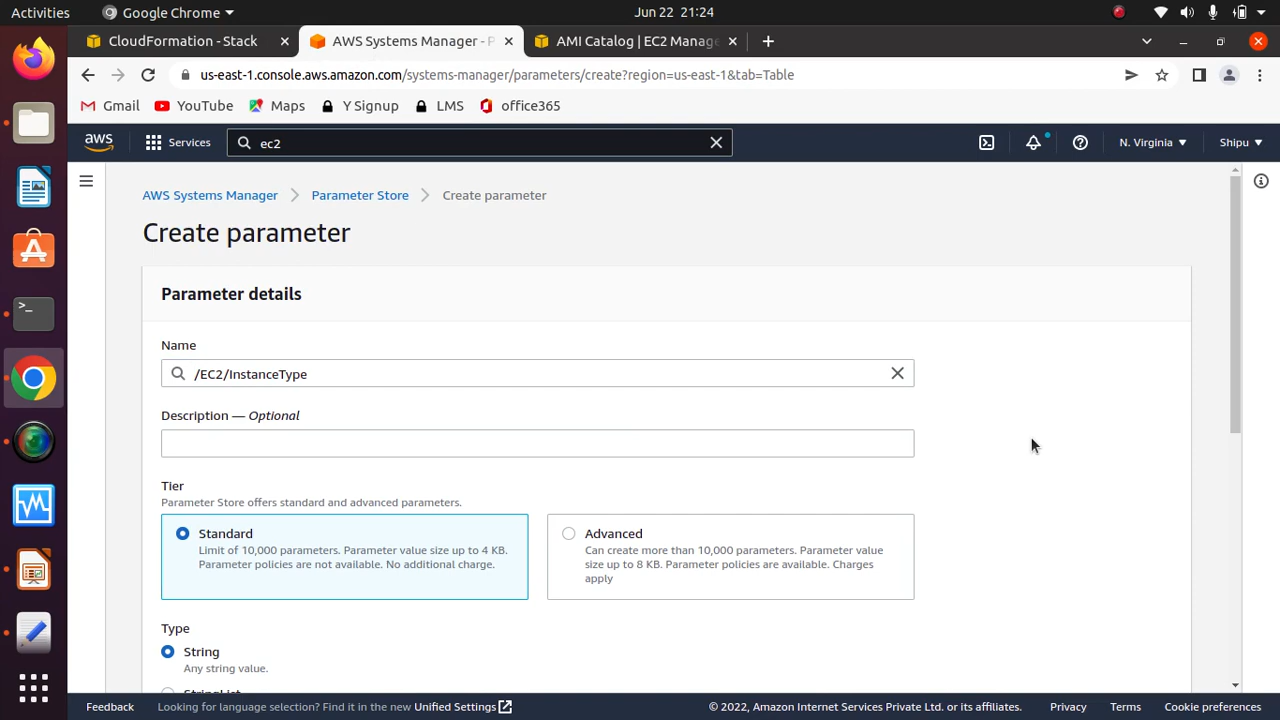 Activities
Google Chrome
Jun 22 21:24
CloudFormation - Stack
AWS Systems Manager - P
AMI Catalog | EC2 Manage
us-east-1.console.aws.amazon.com/systems-manager/parameters/create?region=us-east-1&tab=Table
Gmail
YouTube
Maps
Y Signup
LMS
office365
aws
Services
ec2
N. Virginia
Shipu
AWS Systems Manager
Parameter Store
Create parameter
Create parameter
Parameter details
Name
/EC2/InstanceType
Description — Optional
Tier
Parameter Store offers standard and advanced parameters.
Standard
Limit of 10,000 parameters. Parameter value size up to 4 KB.
Parameter policies are not available. No additional charge.
Advanced
Can create more than 10,000 parameters. Parameter value
size up to 8 KB. Parameter policies are available. Charges
apply
Type
String
Any string value.
StringList
Feedback
Looking for language selection? Find it in the new Unified Settings
© 2022, Amazon Internet Services Private Ltd. or its affiliates.
Privacy
Terms
Cookie preferences